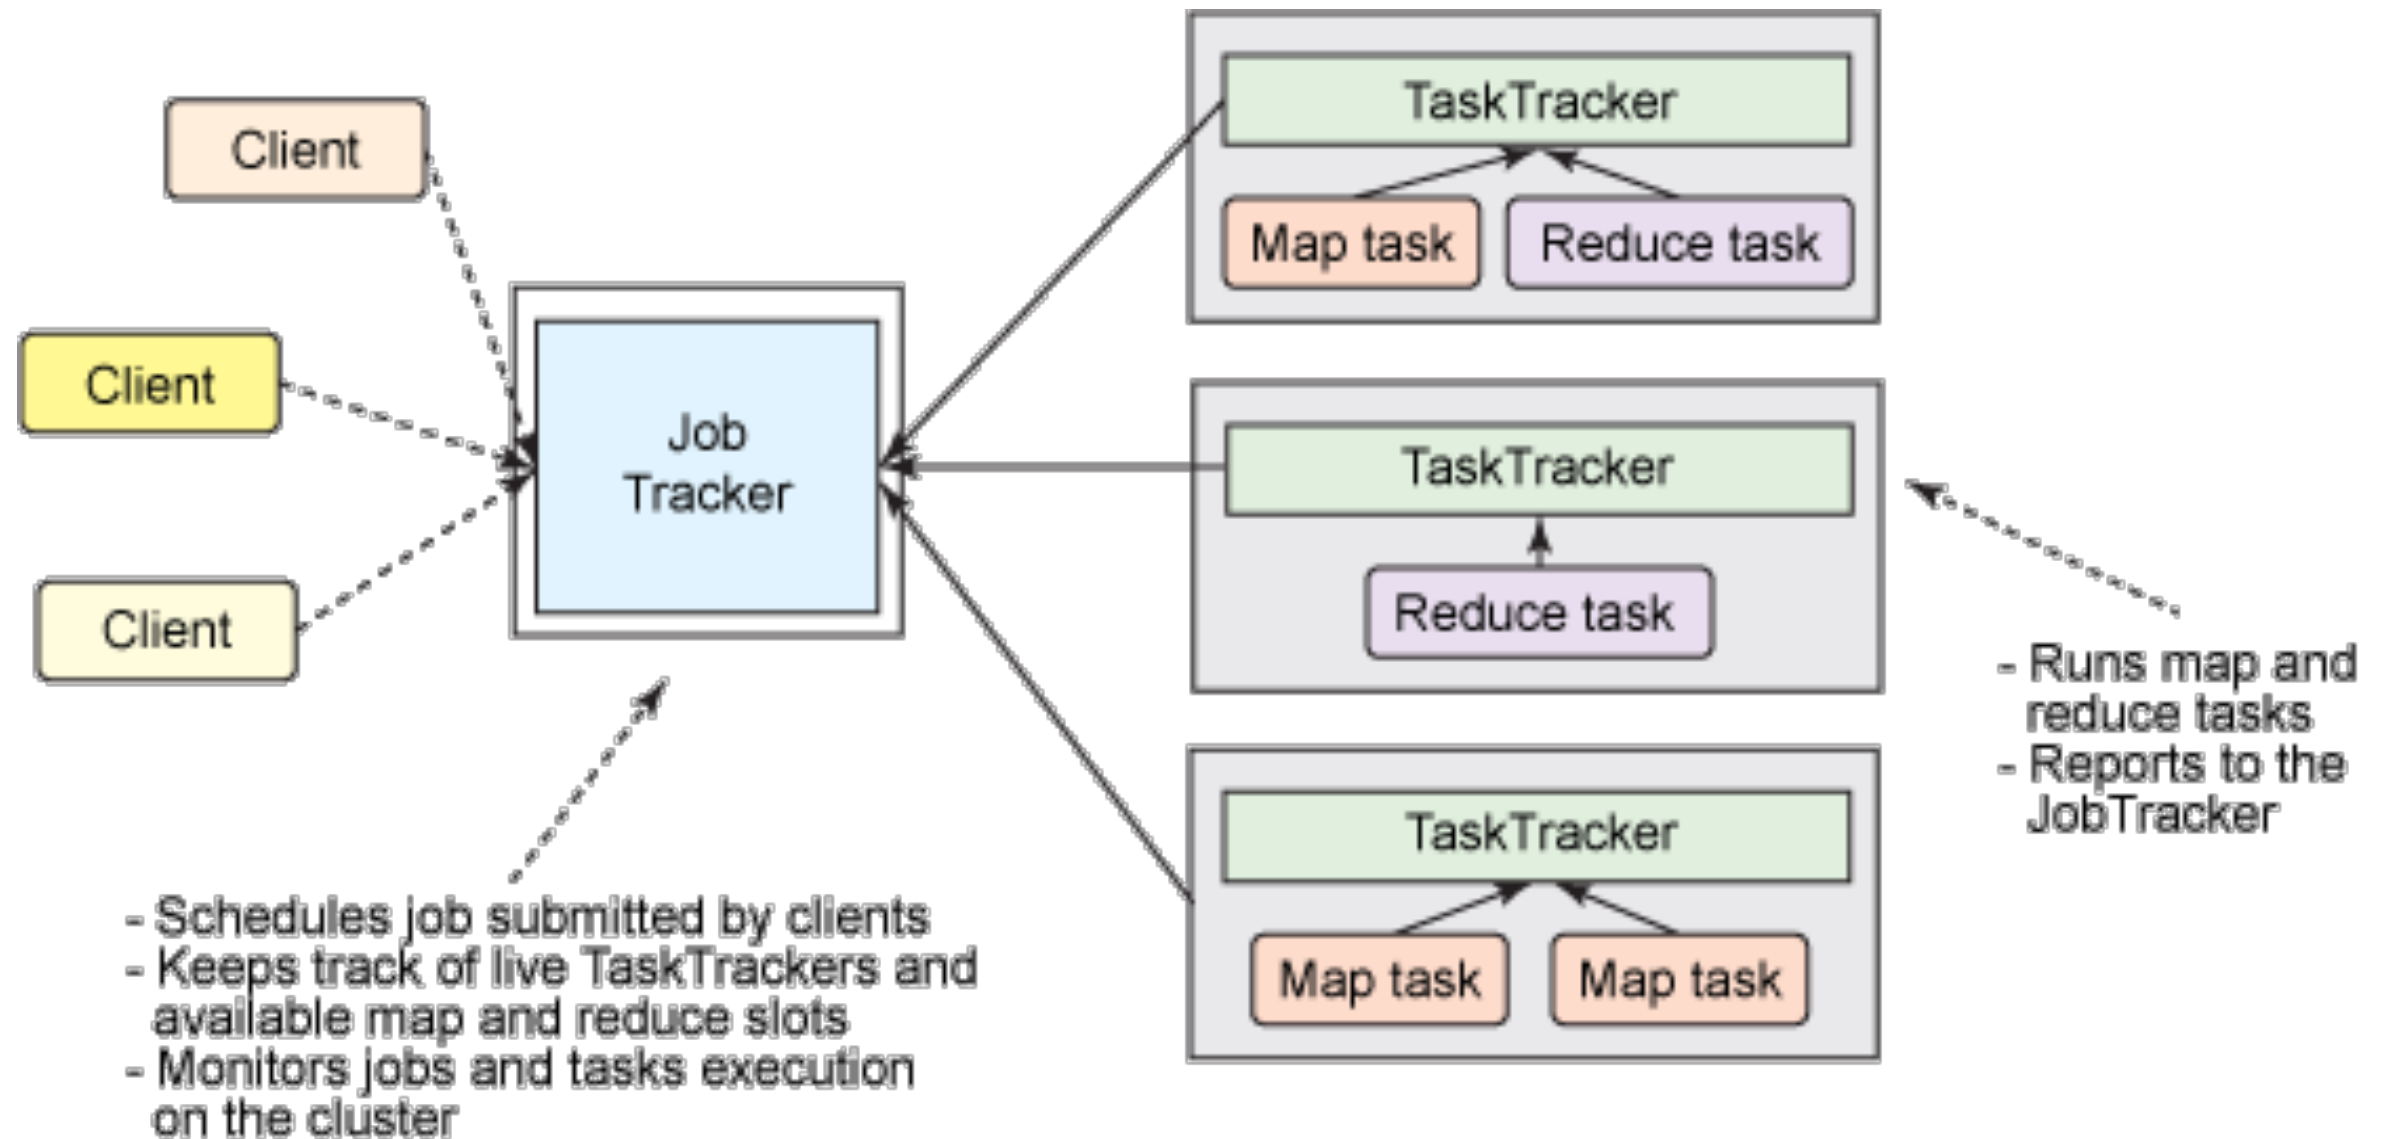 Client
Client
Client
Job
Tracker
TaskTracker
Map task
Reduce task
TaskTracker
Reduce task
TaskTracker
Map task
Map task
- Runs map and
reduce tasks
- Reports to the
JobTracker
- Schedules job submitted by clients
- Keeps track of live TaskTrackers and
available map and reduce slots
- Monitors jobs and tasks execution
on the cluster